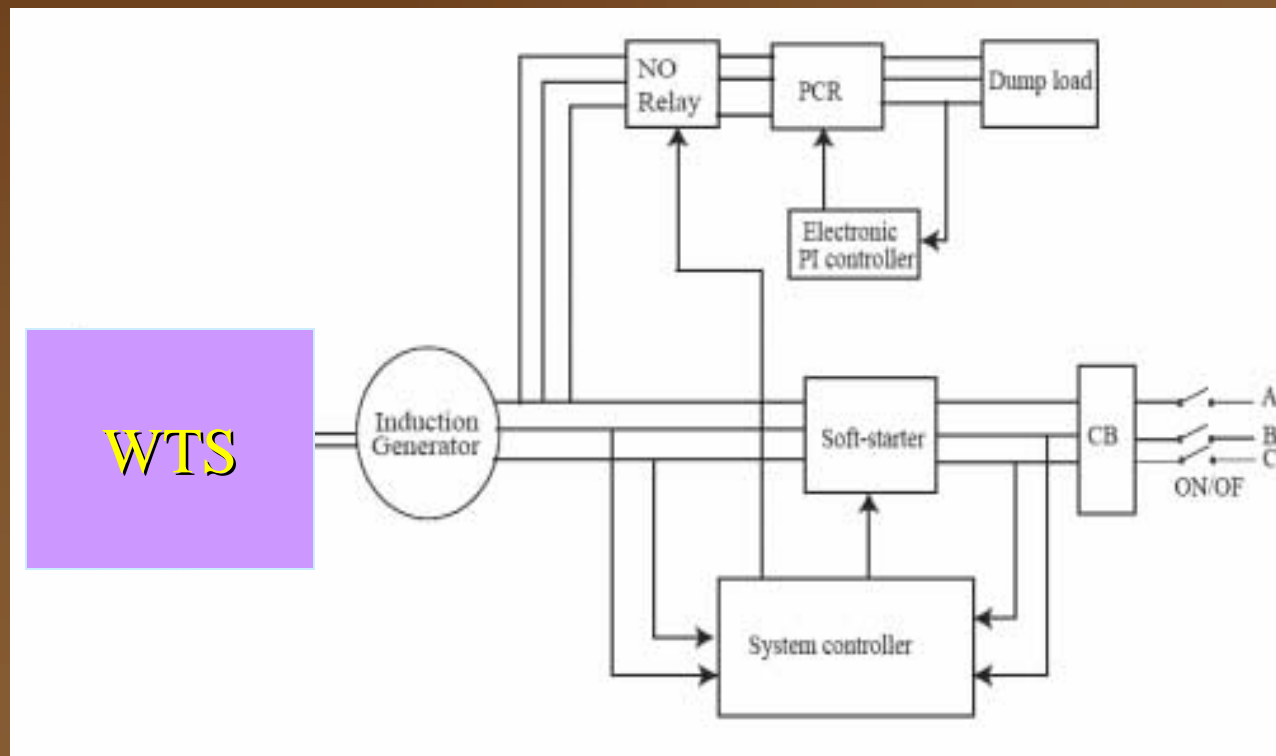 NO
Relay
PCR
Dump load
Electronic
PI controller
WTS
Induction
Generator
Soft-starter
CB
A
B
C
ON/OF
System controller